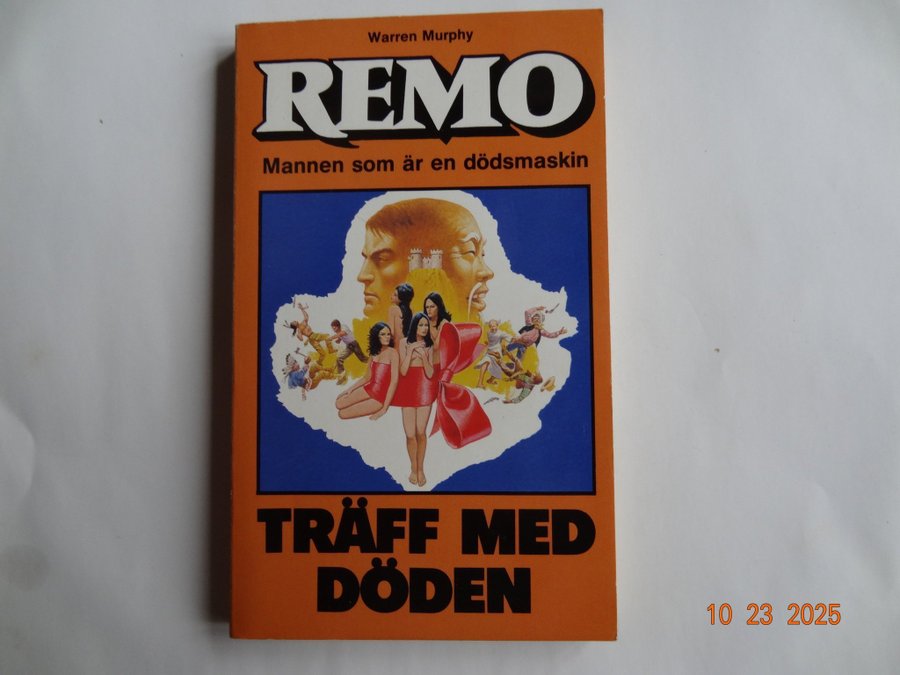 Warren Murphy
REMO
Mannen som är en dödsmaskin
TRÄFF MED
DÖDEN
10 23 2025